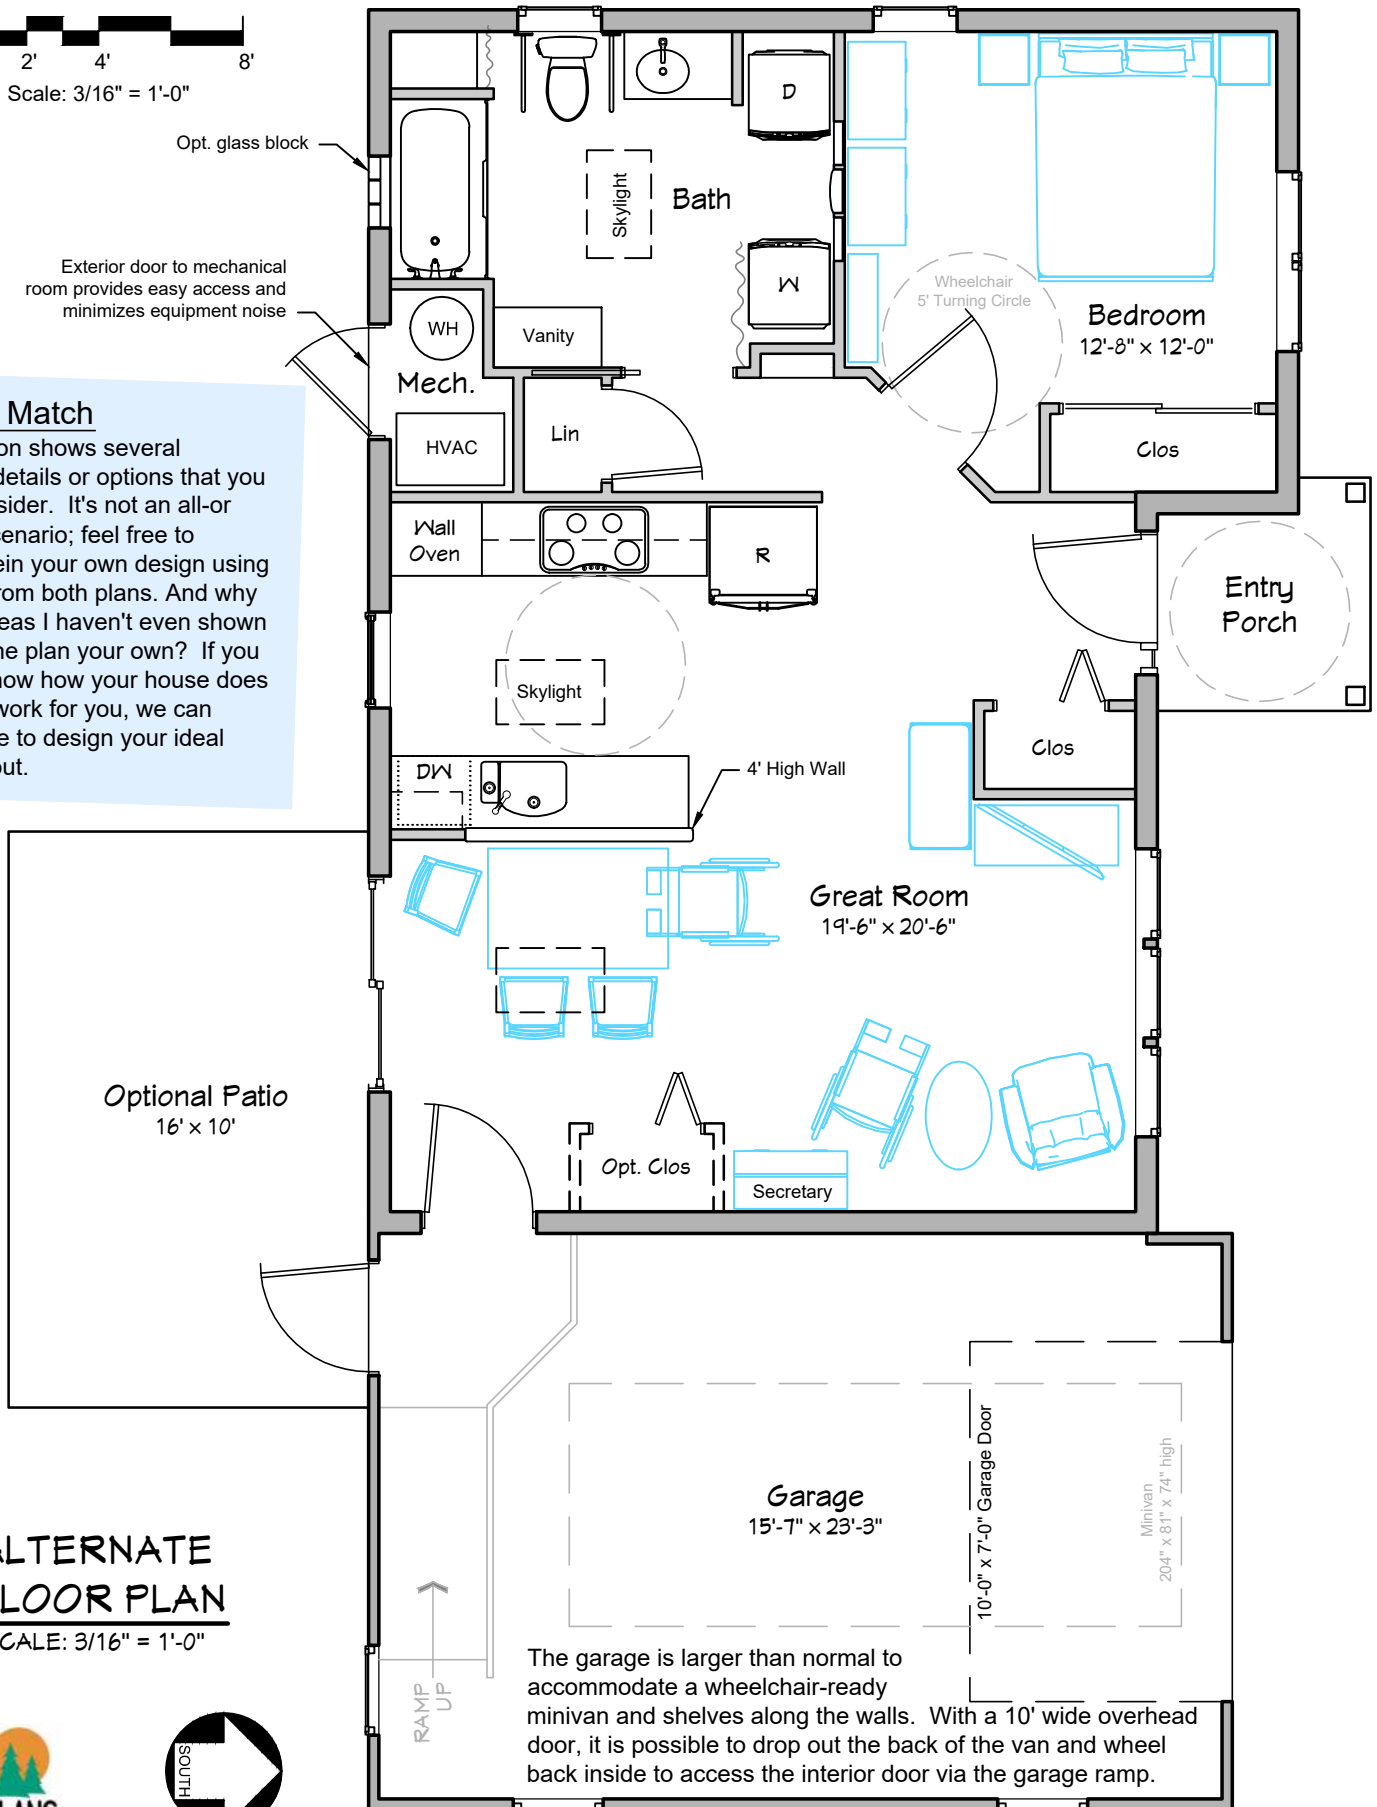 2'
4'
8'
Scale: 3/16" = 1'-0"
Opt. glass block
Exterior door to mechanical
room provides easy access and
minimizes equipment noise
Match
on shows several
details or options that you
sider.  It's not an all-or
enario; feel free to
ein your own design using
rom both plans. And why
eas I haven't even shown
ne plan your own?  If you
now how your house does
work for you, we can
e to design your ideal
out.
Skylight
Bath
D
W
Wheelchair
5' Turning Circle
Bedroom
12'-8" x 12'-0"
WH
Vanity
Mech.
HVAC
Lin
Clos
Wall
Oven
R
Entry
Porch
Skylight
Clos
DW
4' High Wall
Great Room
19'-6" x 20'-6"
Optional Patio
16' x 10'
Opt. Clos
Secretary
Garage
15'-7" x 23'-3"
10'-0" x 7'-0" Garage Door
Minivan
204" x 81" x 74" high
RAMP
UP
The garage is larger than normal to
accommodate a wheelchair-ready
minivan and shelves along the walls.  With a 10' wide overhead
door, it is possible to drop out the back of the van and wheel
back inside to access the interior door via the garage ramp.
ALTERNATE
LOOR PLAN
CALE: 3/16" = 1'-0"
SOUTH